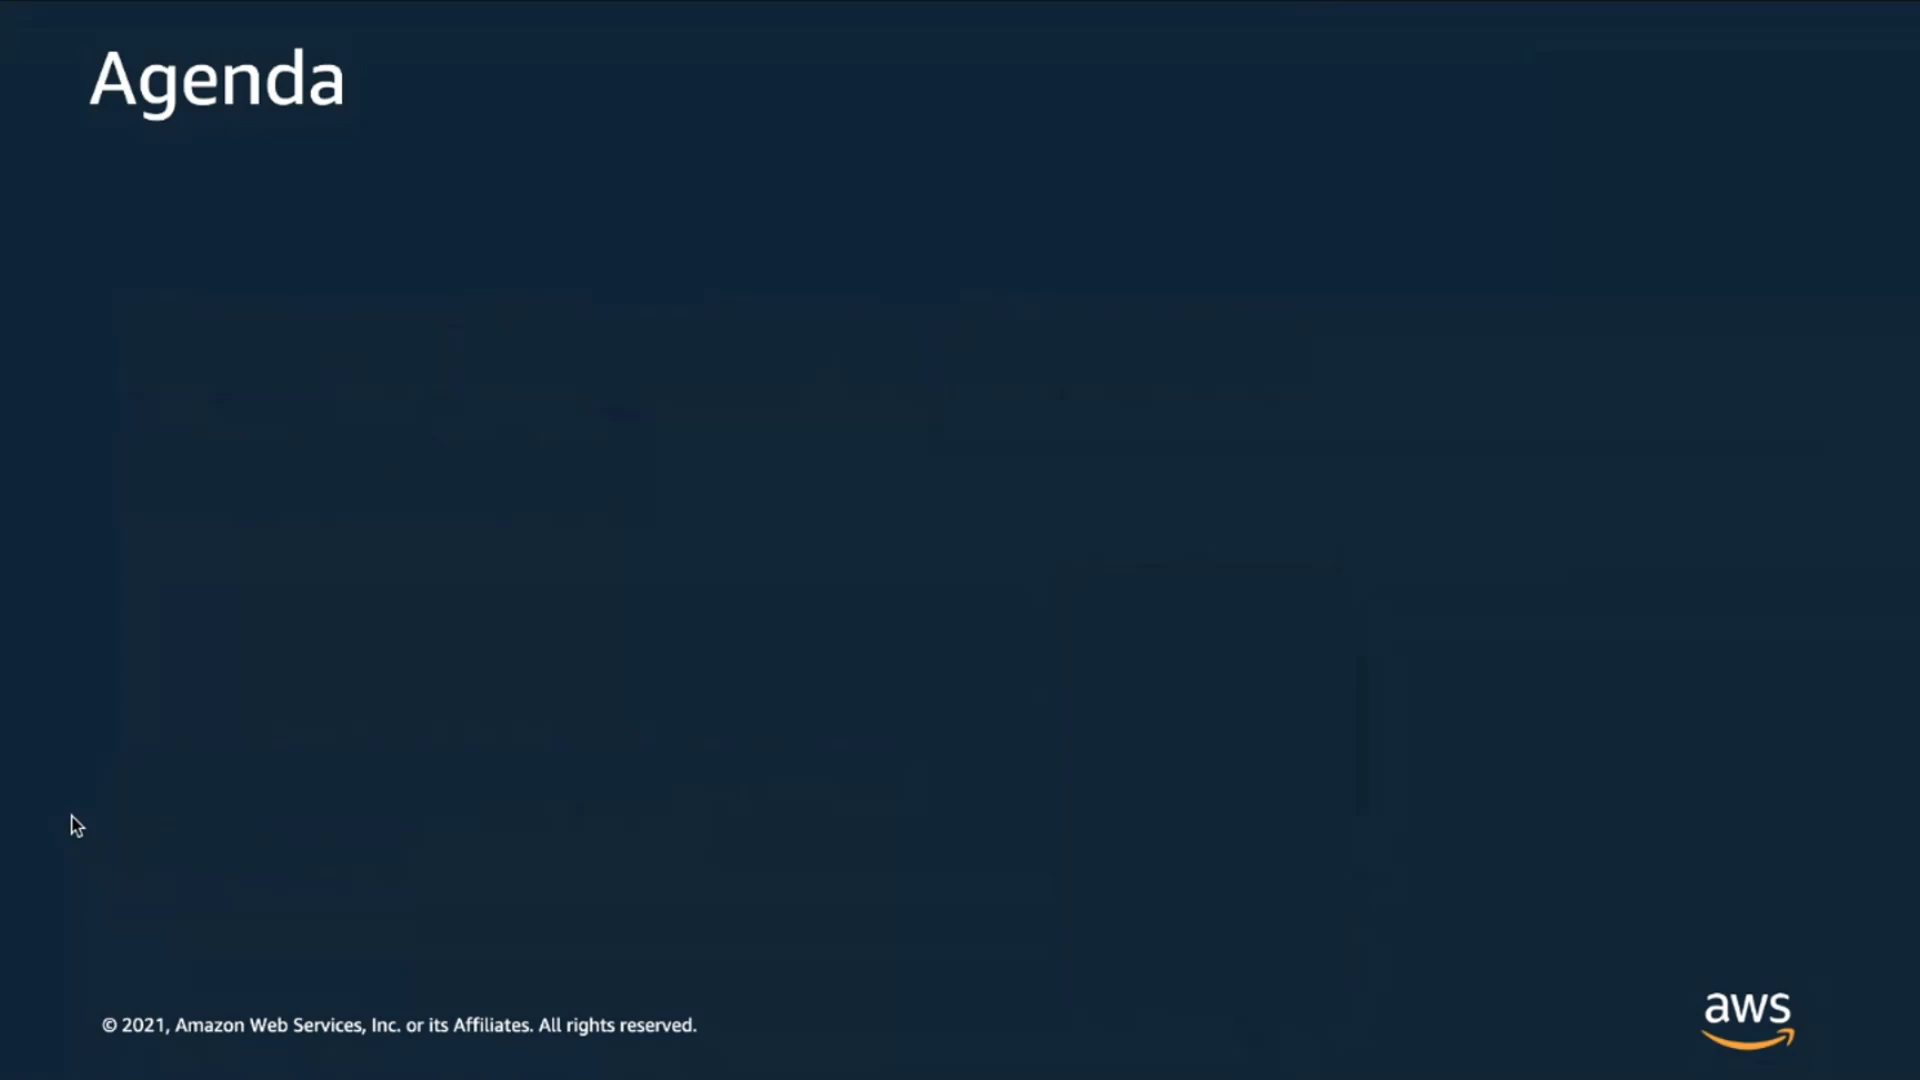 Agenda
© 2021, Amazon Web Services, Inc. or its Affiliates. All rights reserved.
aws